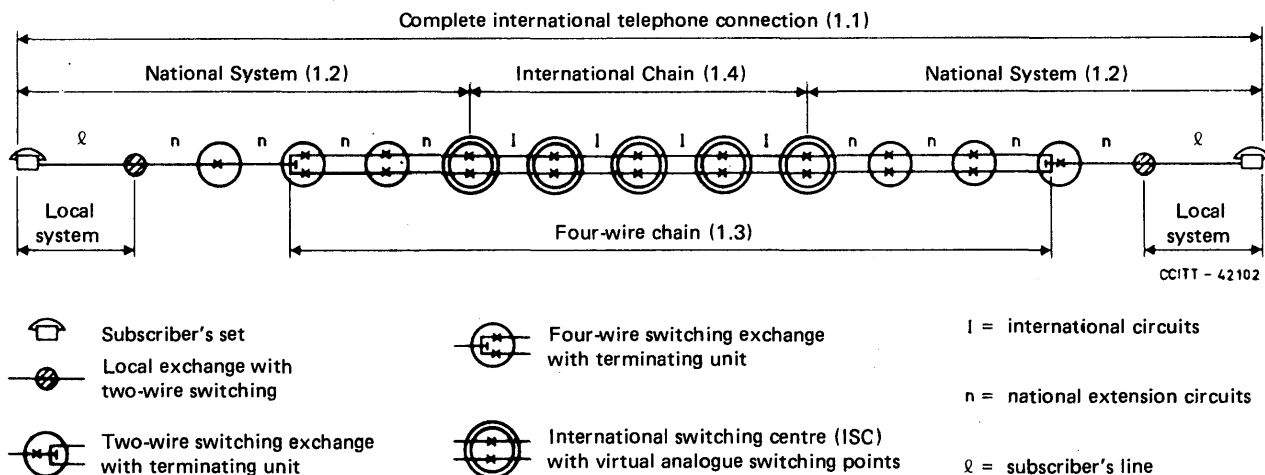 Complete international telephone connection (1.1)
National System (1.2)
International Chain (1.4)
National System (1.2)
ℓ n n n n I I I I n n n n ℓ
Local
system
Four-wire chain (1.3)
Local
system
CCITT - 42102
Subscriber's set
Local exchange with
two-wire switching
Two-wire switching exchange
with terminating unit
Four-wire switching exchange
with terminating unit
International switching centre (ISC)
with virtual analogue switching points
I = international circuits
n = national extension circuits
ℓ = subscriber's line